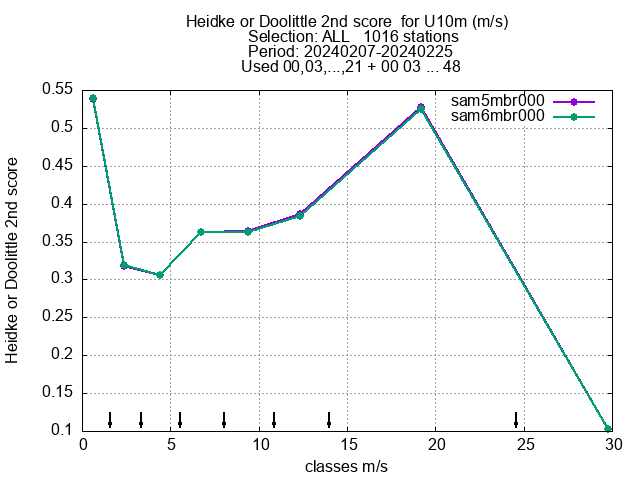 Heidke or Doolittle 2nd score  for U10m (m/s)
Selection: ALL   1016 stations
Period: 20240207-20240225
Used 00,03,...,21 + 00 03 ... 48
sam5mbr000
sam6mbr000
Heidke or Doolittle 2nd score
0.55
0.5
0.45
0.4
0.35
0.3
0.25
0.2
0.15
0.1
0 5 10 15 20 25 30
classes m/s